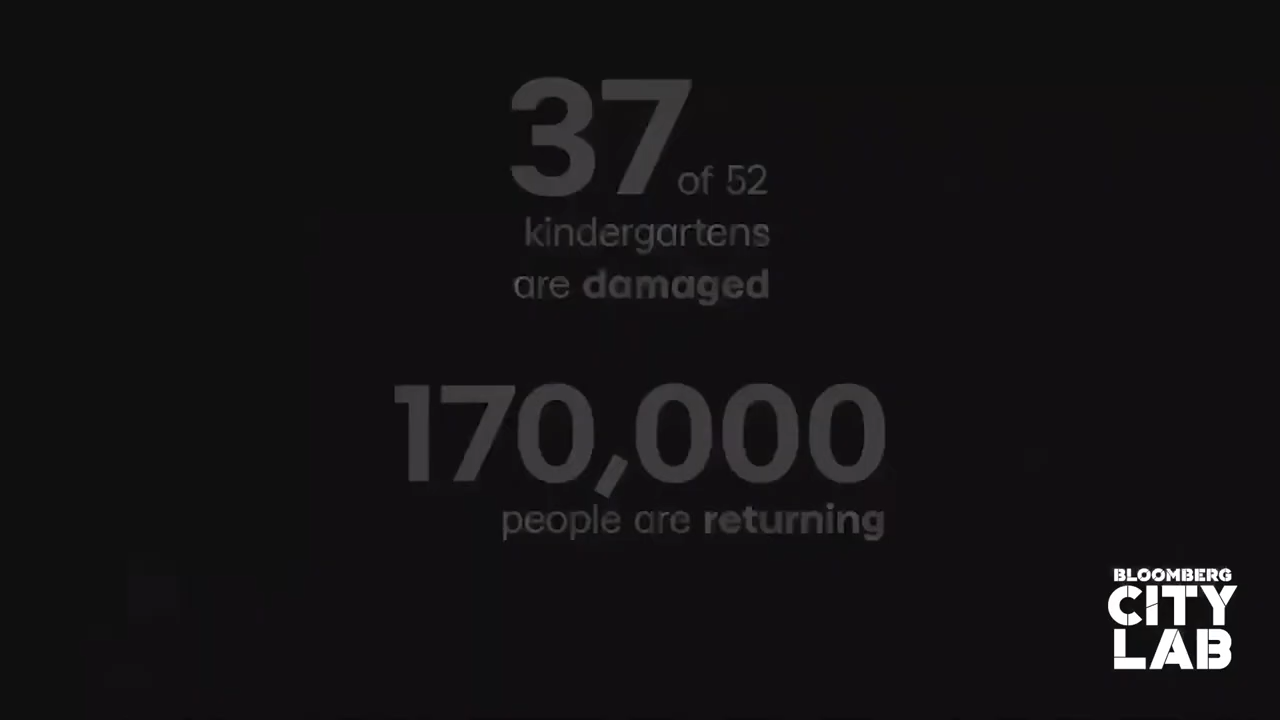 37 of 52
kindergartens
are damaged
170,000
people are returning
BLOOMBERG
CITY
LAB